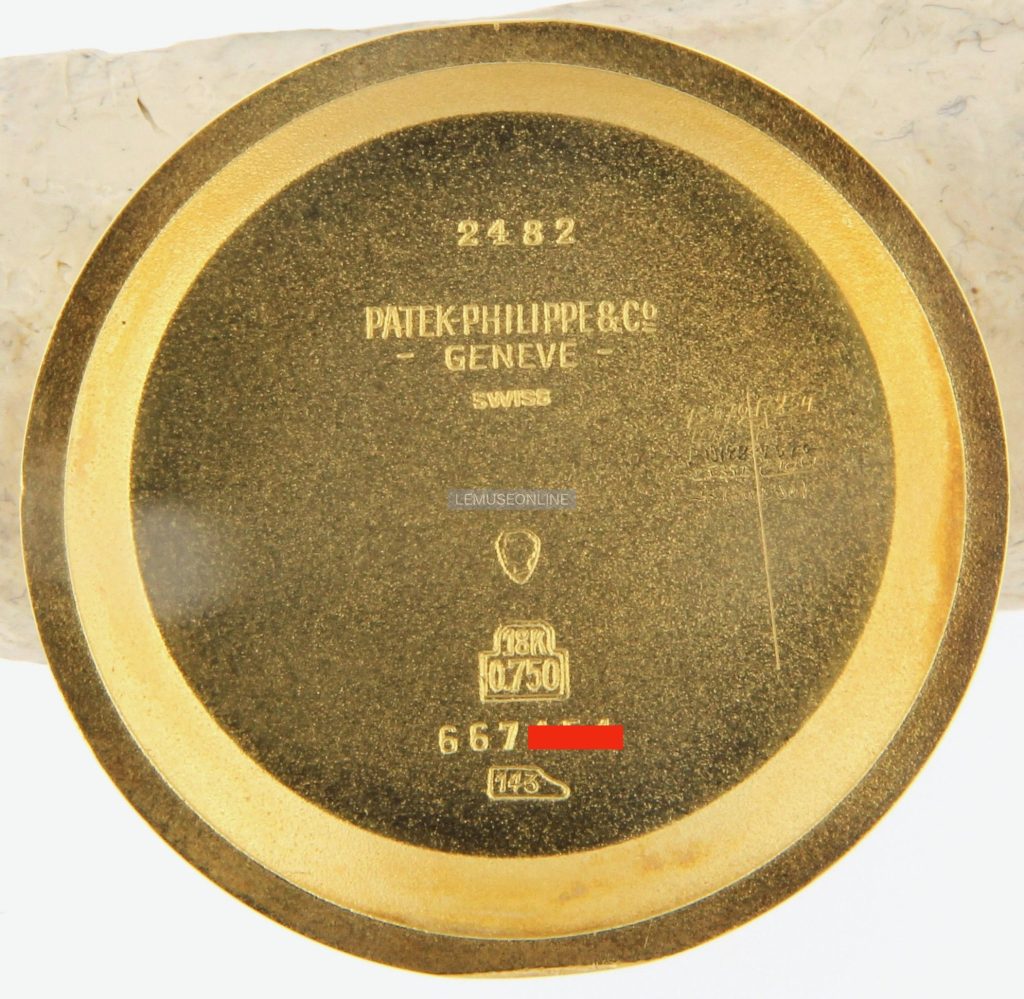 2482
PATEK·PHILIPPE & Cº
- GENEVE -
SWISS
LEMUSEONLINE
18K
0.750
667
143